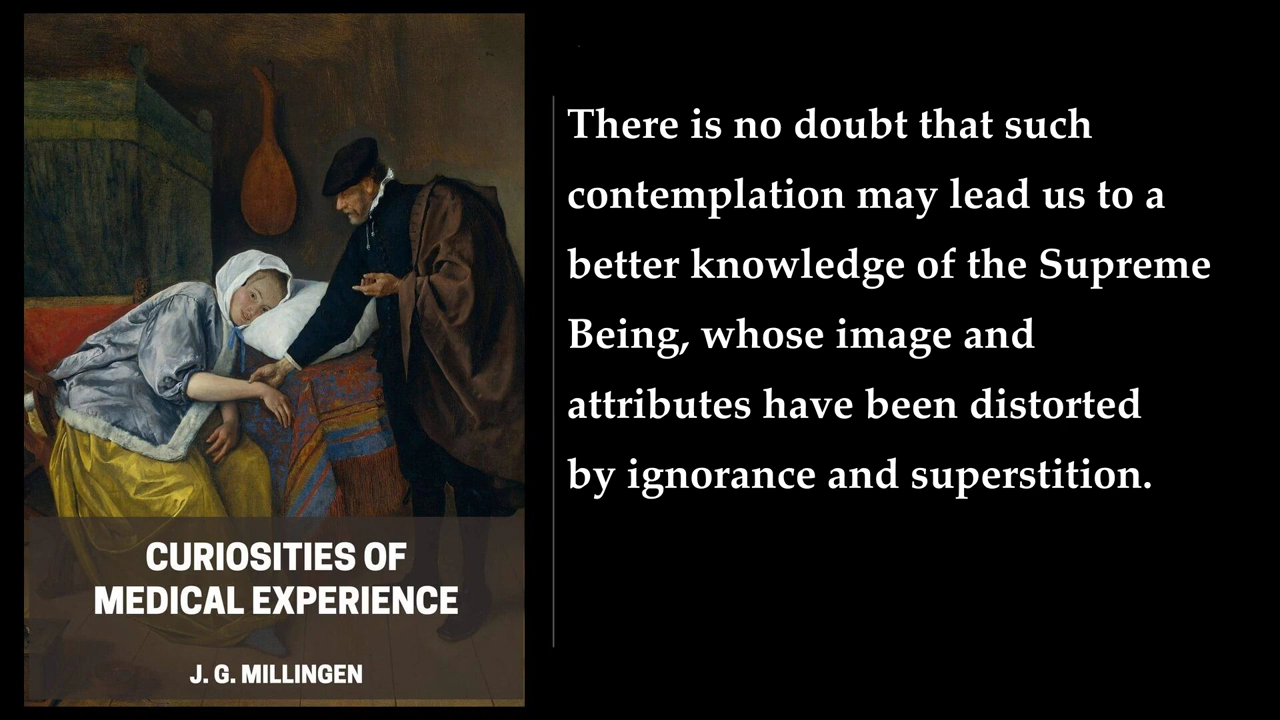 There is no doubt that such
contemplation may lead us to a
better knowledge of the Supreme
Being, whose image and
attributes have been distorted
by ignorance and superstition.
CURIOSITIES OF
MEDICAL EXPERIENCE
J. G. MILLINGEN